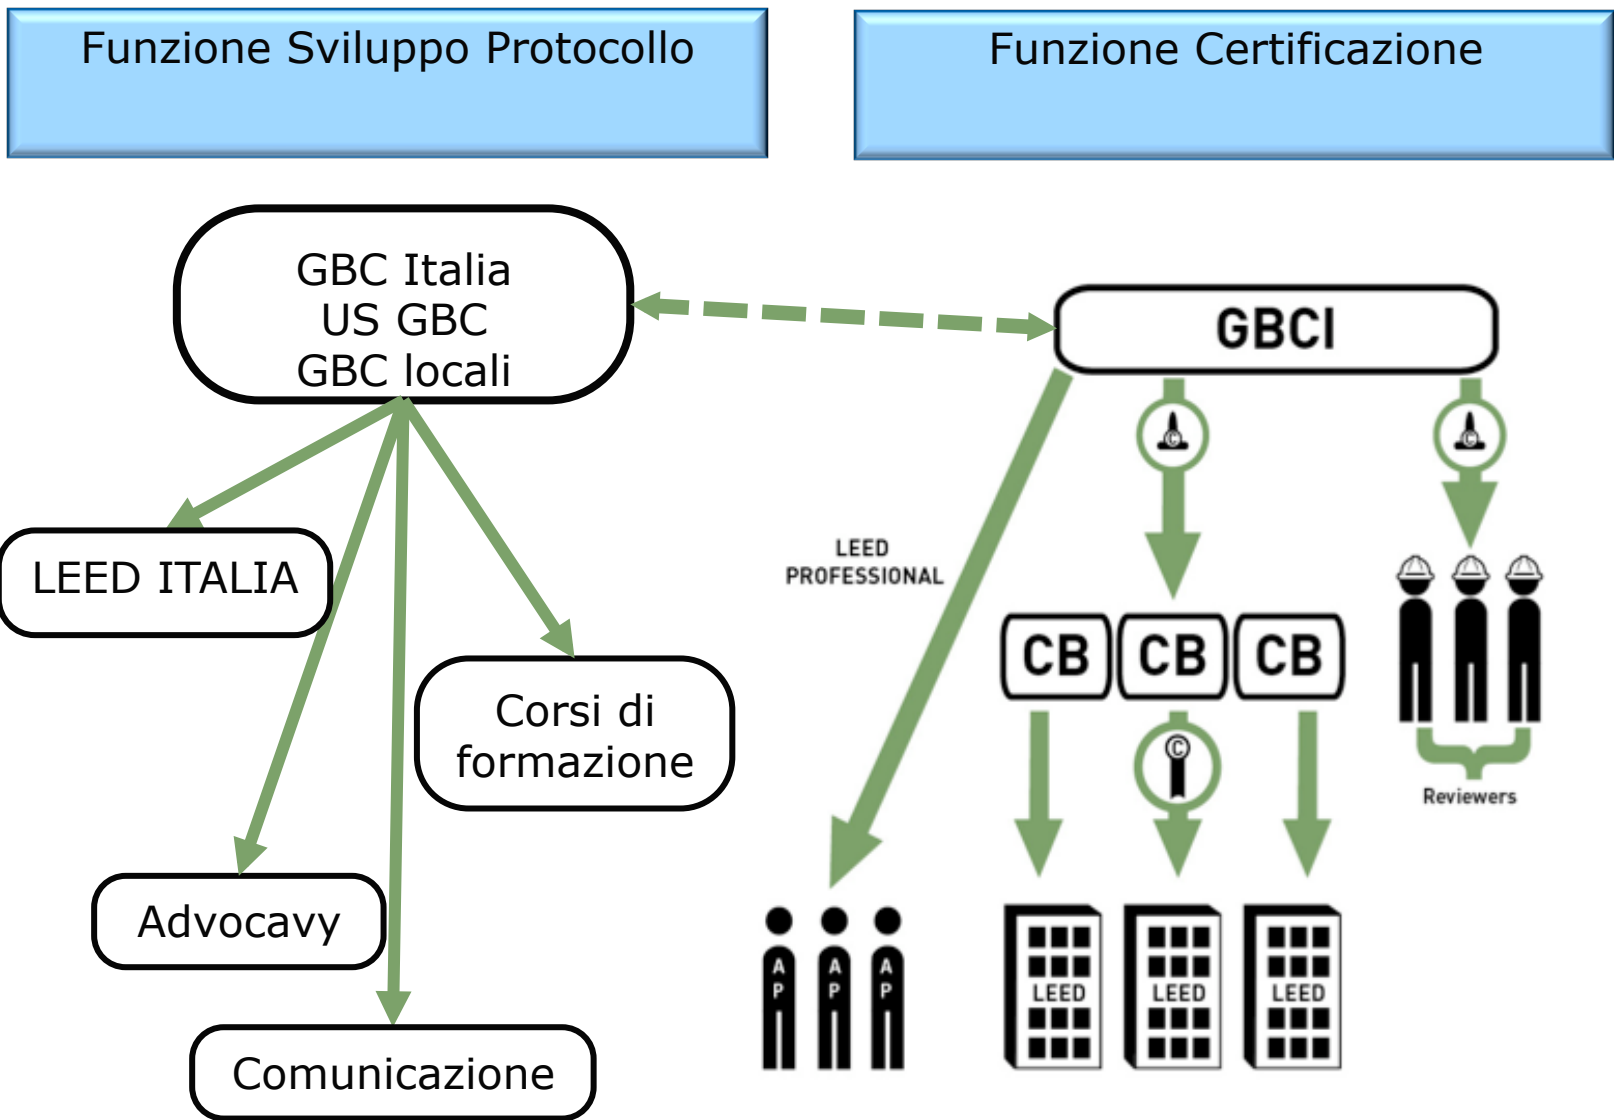 Funzione Sviluppo Protocollo
Funzione Certificazione
GBC Italia
US GBC
GBC locali
GBCI
C
C
LEED ITALIA
LEED
PROFESSIONAL
CB
CB
CB
Corsi di
formazione
C
Reviewers
Advocavy
A
P
A
P
A
P
LEED
LEED
LEED
Comunicazione